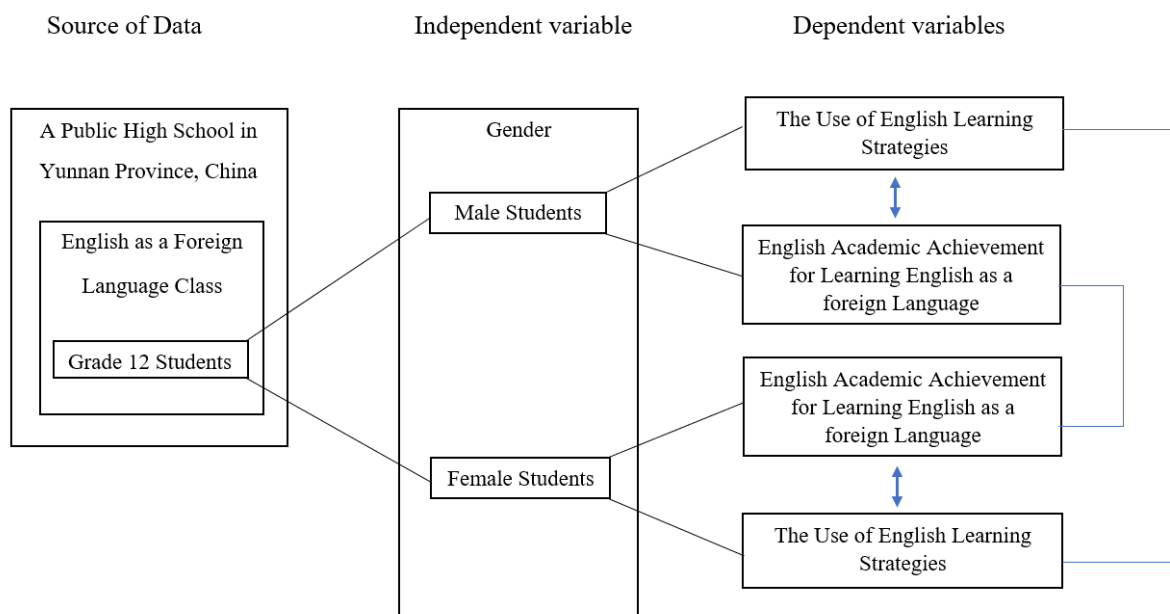 Source of Data
Independent variable
Dependent variables
A Public High School in
Yunnan Province, China
English as a Foreign
Language Class
Grade 12 Students
Gender
Male Students
Female Students
The Use of English Learning
Strategies
English Academic Achievement
for Learning English as a
foreign Language
English Academic Achievement
for Learning English as a
foreign Language
The Use of English Learning
Strategies